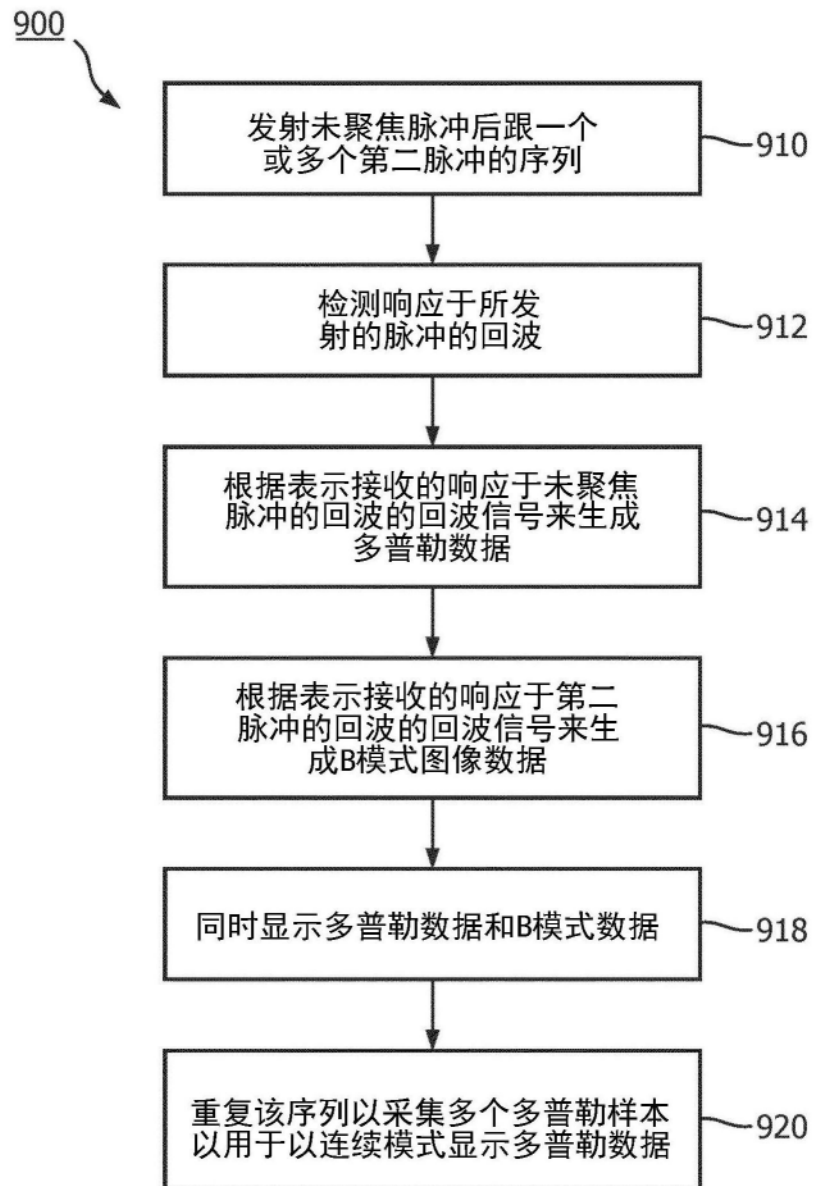 900
发射未聚焦脉冲后跟一个
或多个第二脉冲的序列
910
检测响应于所发
射的脉冲的回波
912
根据表示接收的响应于未聚焦
脉冲的回波的回波信号来生成
多普勒数据
914
根据表示接收的响应于第二
脉冲的回波的回波信号来生
成B模式图像数据
916
同时显示多普勒数据和B模式数据
918
重复该序列以采集多个多普勒样本
以用于以连续模式显示多普勒数据
920